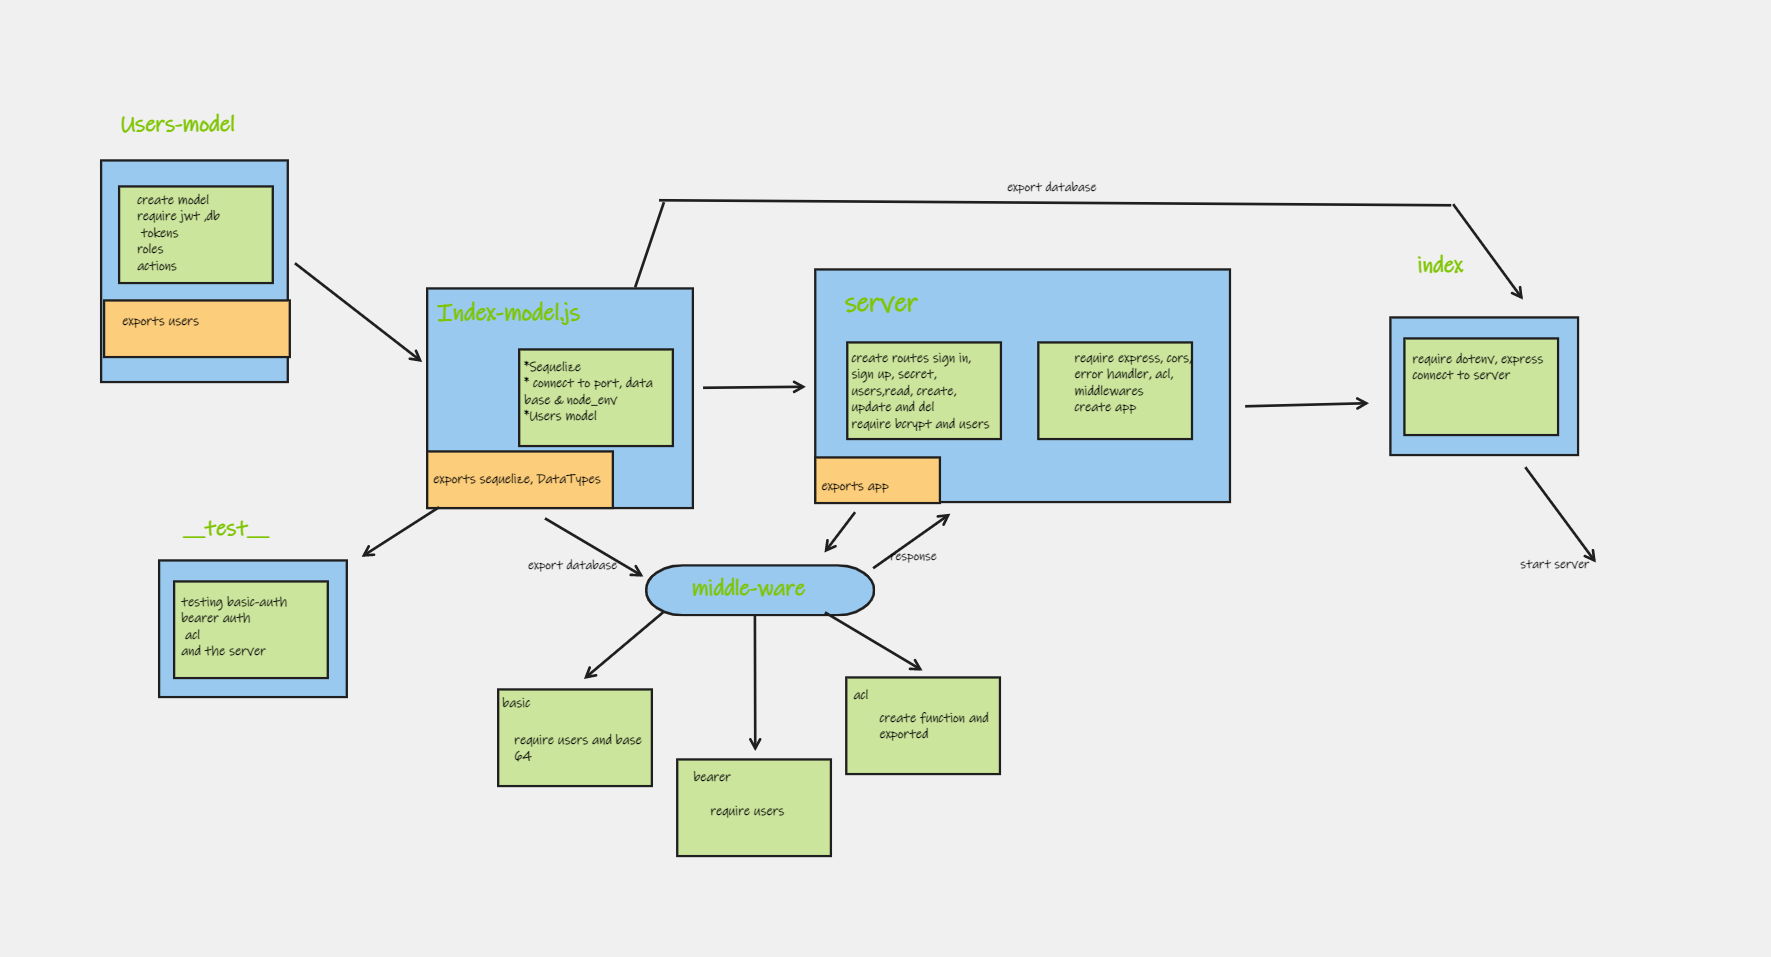 Users-model
create model
require jwt ,db
tokens
roles
actions
exports users
export database
Index-model.js
*Sequelize
* connect to port, data
base & node_env
*Users model
exports sequelize, DataTypes
server
create routes sign in,
sign up, secret,
users,read, create,
update and del
require bcrypt and users
require express, cors,
error handler, acl,
middlewares
create app
exports app
index
require dotenv, express
connect to server
start server
__test__
testing basic-auth
bearer auth
acl
and the server
export database
response
middle-ware
basic
require users and base
64
bearer
require users
acl
create function and
exported